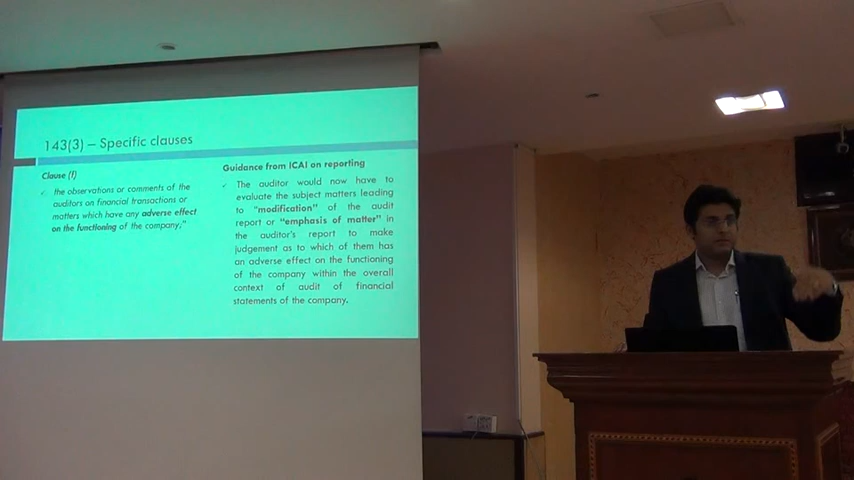 143(3) – Specific clauses
Clause (f)
✓ the observations or comments of the
auditors on financial transactions or
matters which have any adverse effect
on the functioning of the company;"
Guidance from ICAI on reporting
✓ The auditor would now have to
evaluate the subject matters leading
to "modification" of the audit
report or "emphasis of matter" in
the auditor's report to make
judgement as to which of them has
an adverse effect on the functioning
of the company within the overall
context of audit of financial
statements of the company.